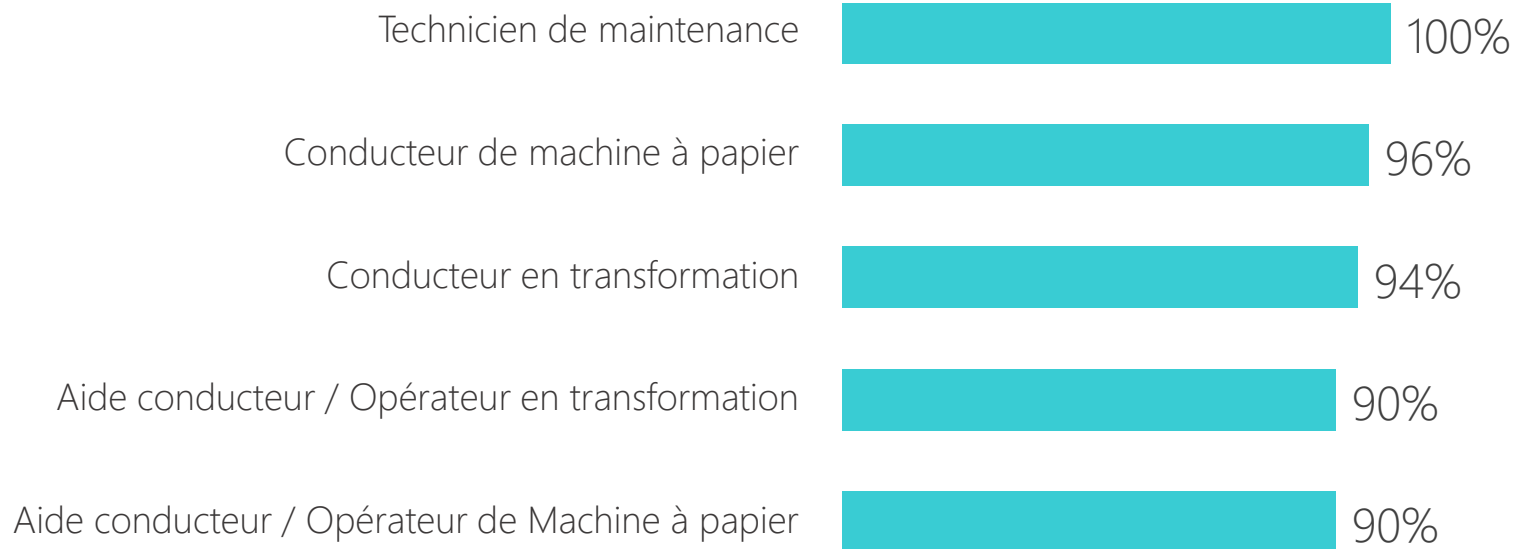 Technicien de maintenance 100%
Conducteur de machine à papier 96%
Conducteur en transformation 94%
Aide conducteur / Opérateur en transformation 90%
Aide conducteur / Opérateur de Machine à papier 90%